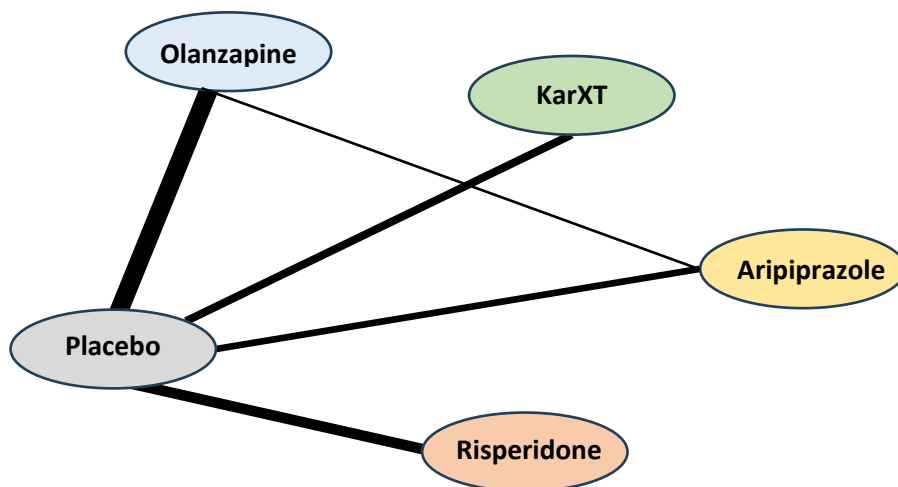 Olanzapine
KarXT
Aripiprazole
Placebo
Risperidone